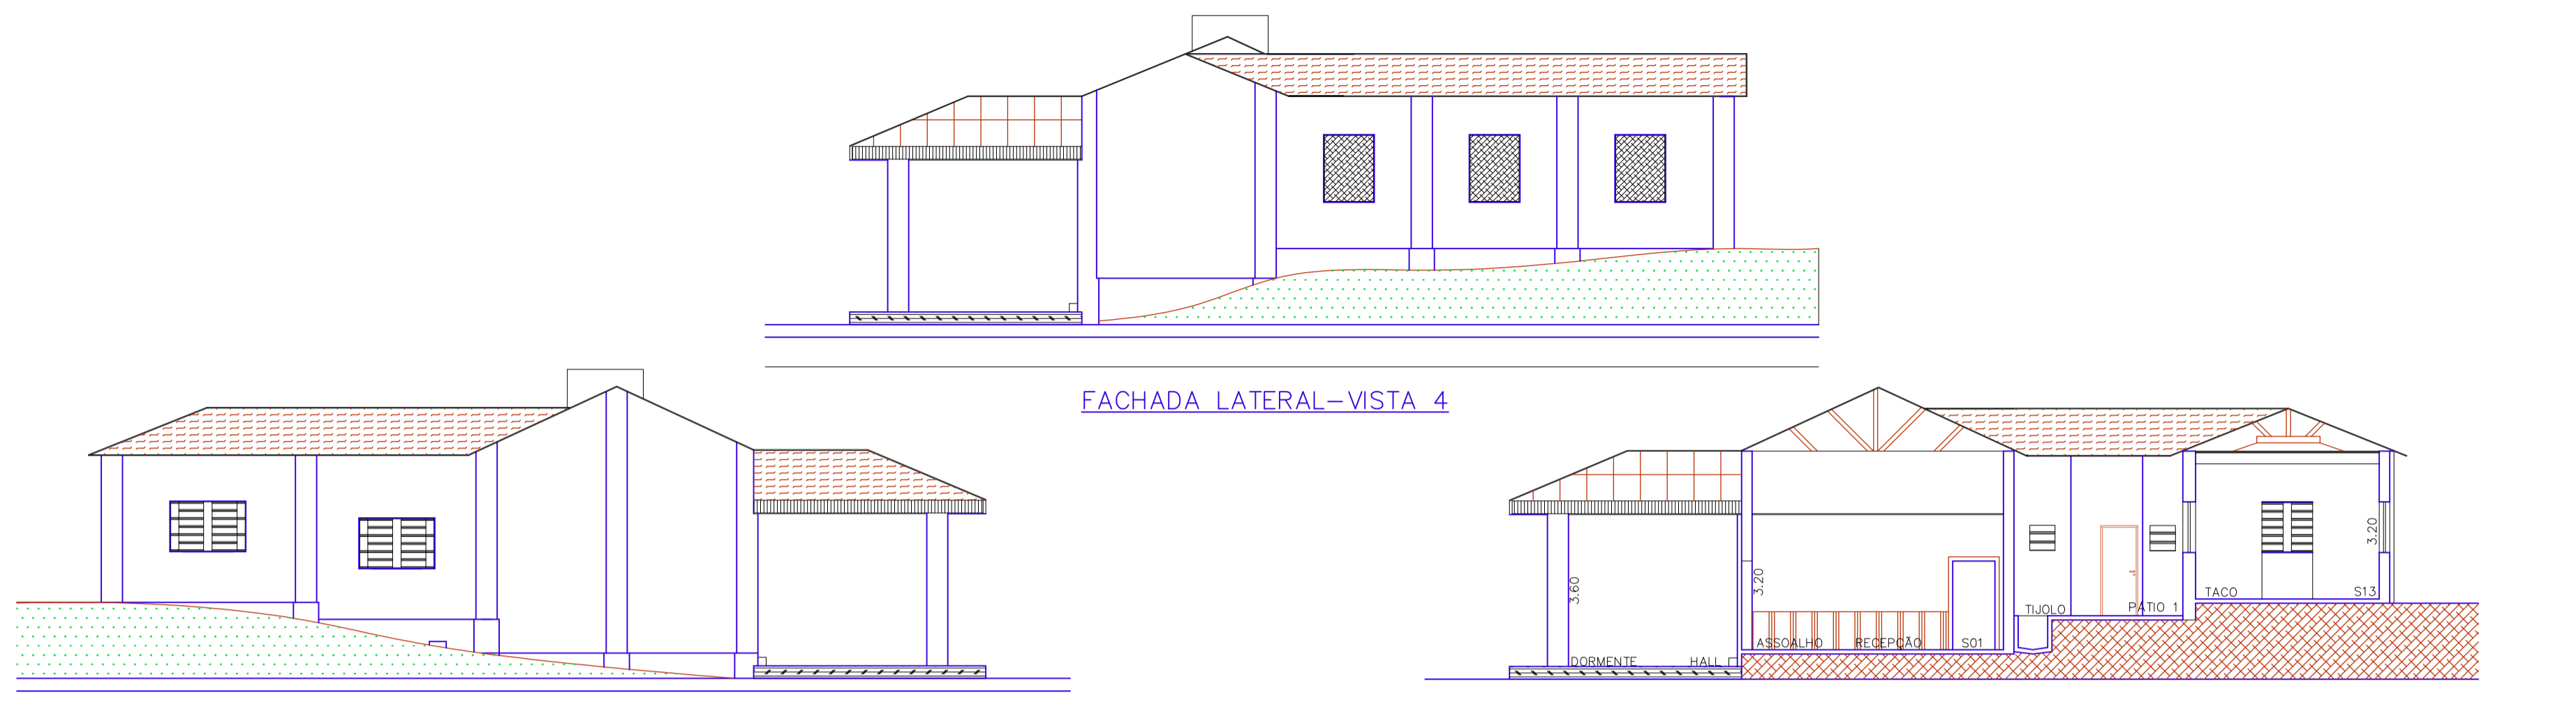 FACHADA LATERAL-VISTA 4
3.60
3.20
3.20
TACO
S13
TIJOLO
PÁTIO 1
ASSOALHO
RECEPÇÃO
S01
DORMENTE
HALL